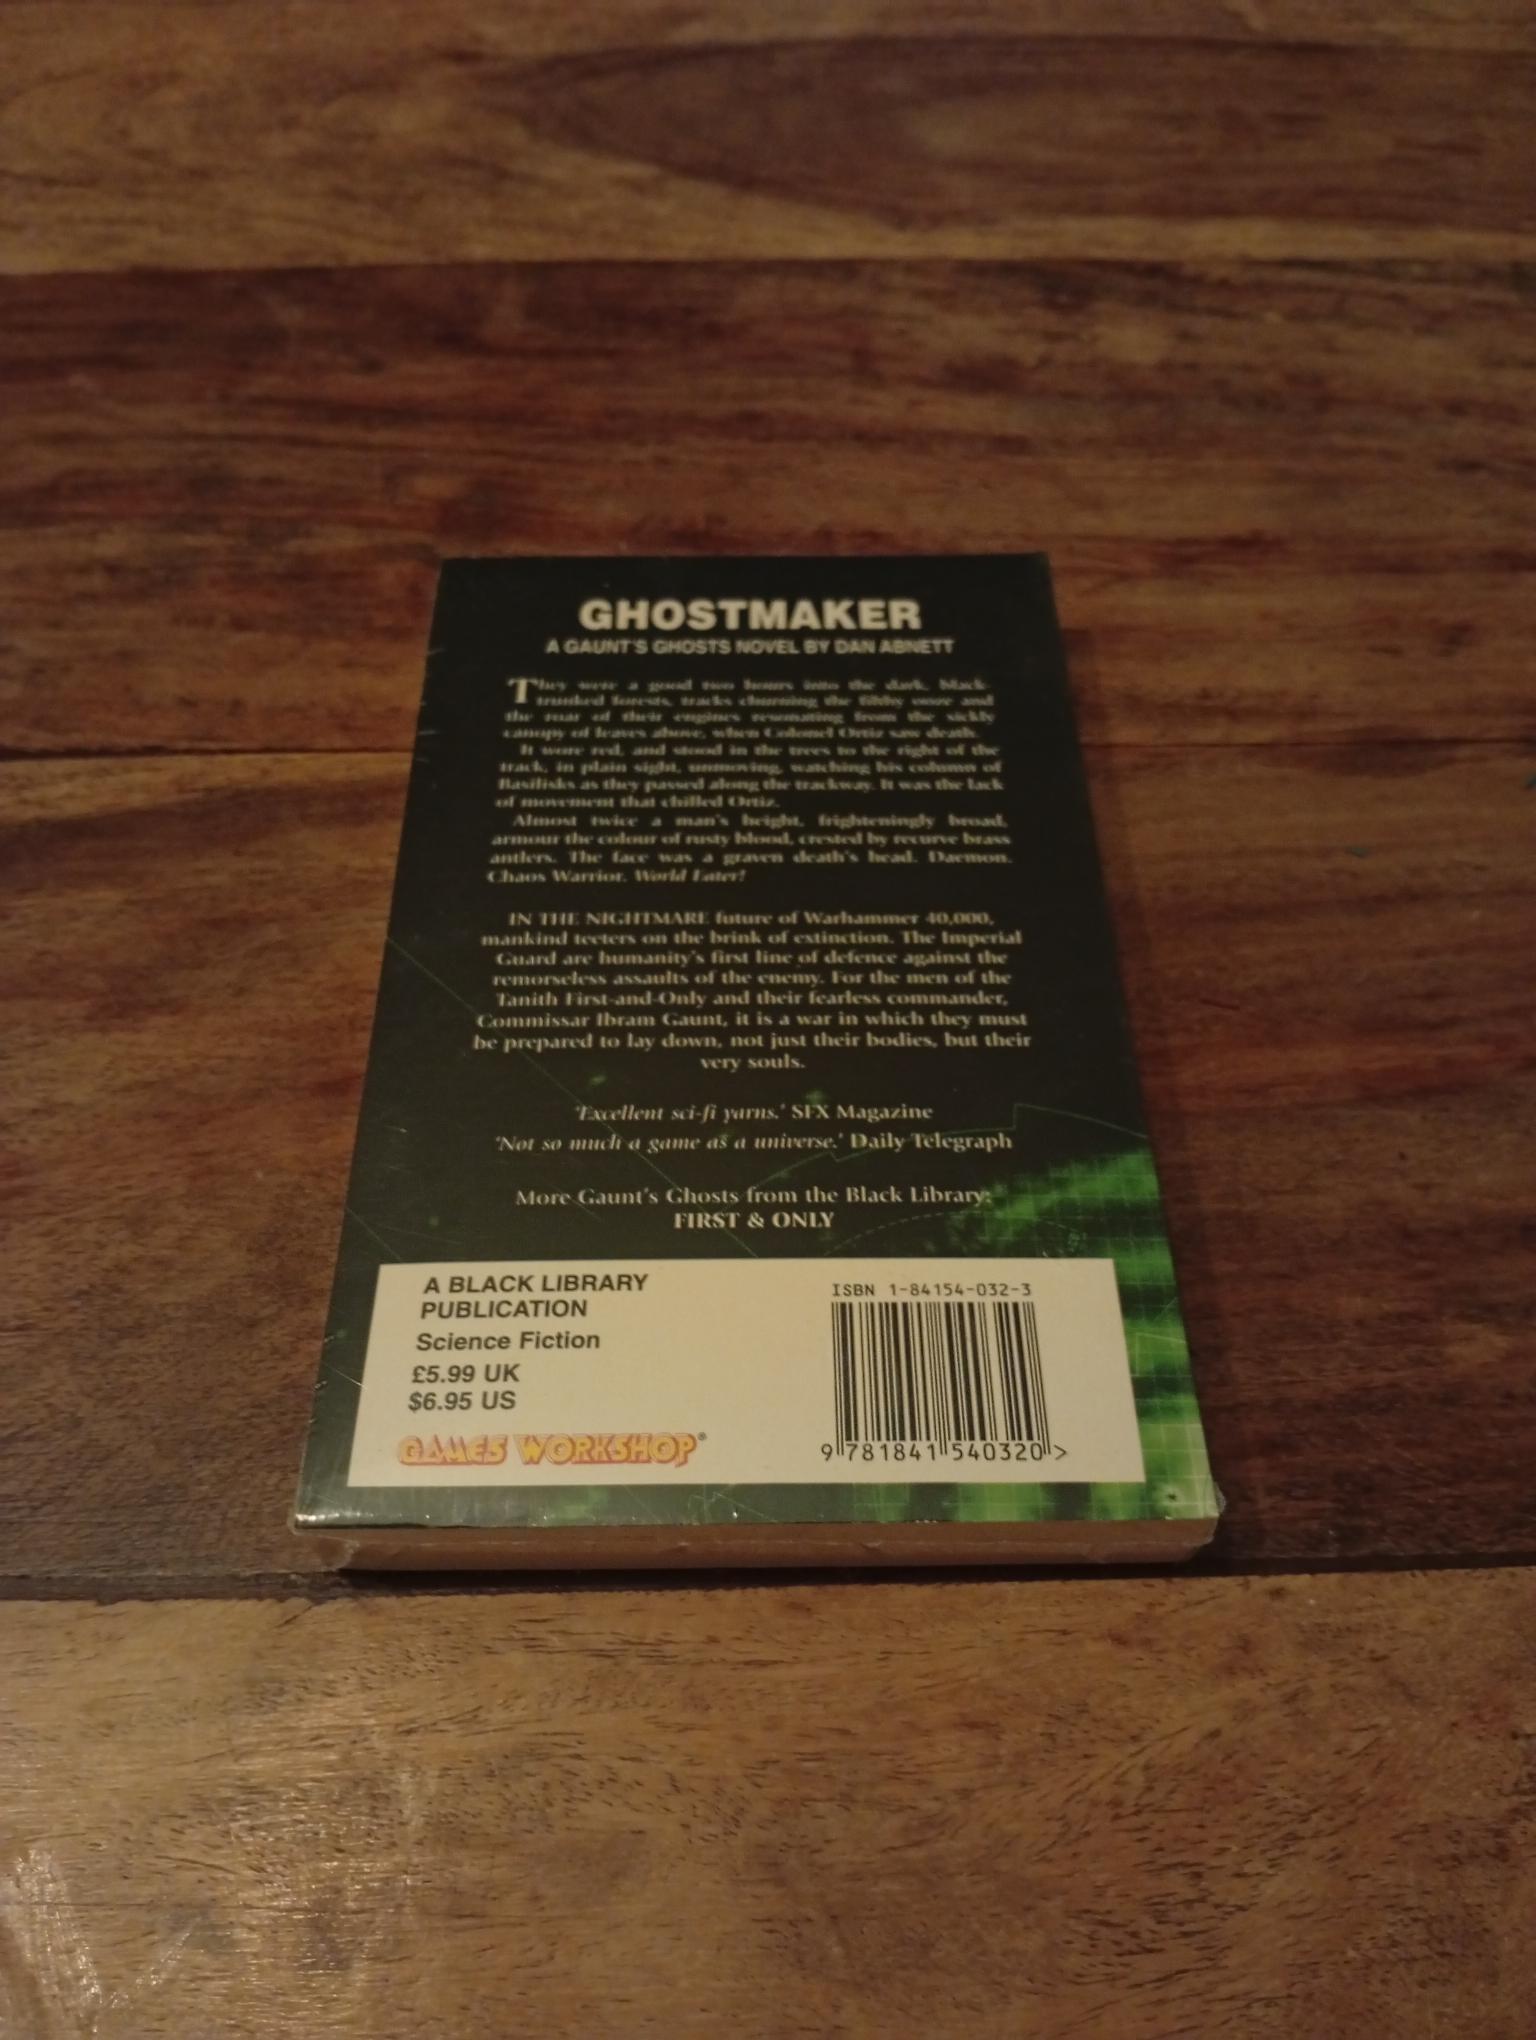 GHOSTMAKER
A GAUNT'S GHOSTS NOVEL BY DAN ABNETT
They were a good two hours into the dark, black-
trunked forests, tracks churning the filthy ooze and
the roar of their engines resonating from the sickly
canopy of leaves above, when Colonel Ortiz saw death.
It wore red, and stood in the trees to the right of the
track, in plain sight, unmoving, watching his column of
Basilisks as they passed along the trackway. It was the lack
of movement that chilled Ortiz.
Almost twice a man's height, frighteningly broad,
armour the colour of rusty blood, crested by recurve brass
antlers. The face was a graven death's head. Daemon.
Chaos Warrior. World Eater!
IN THE NIGHTMARE future of Warhammer 40,000,
mankind teeters on the brink of extinction. The Imperial
Guard are humanity's first line of defence against the
remorseless assaults of the enemy. For the men of the
Tanith First-and-Only and their fearless commander,
Commissar Ibram Gaunt, it is a war in which they must
be prepared to lay down, not just their bodies, but their
very souls.
'Excellent sci-fi yarns.' SFX Magazine
'Not so much a game as a universe.' Daily Telegraph
More Gaunt's Ghosts from the Black Library:
FIRST & ONLY
A BLACK LIBRARY
PUBLICATION
Science Fiction
£5.99 UK
$6.95 US
GAMES WORKSHOP®
ISBN 1-84154-032-3
9 781841 540320 >